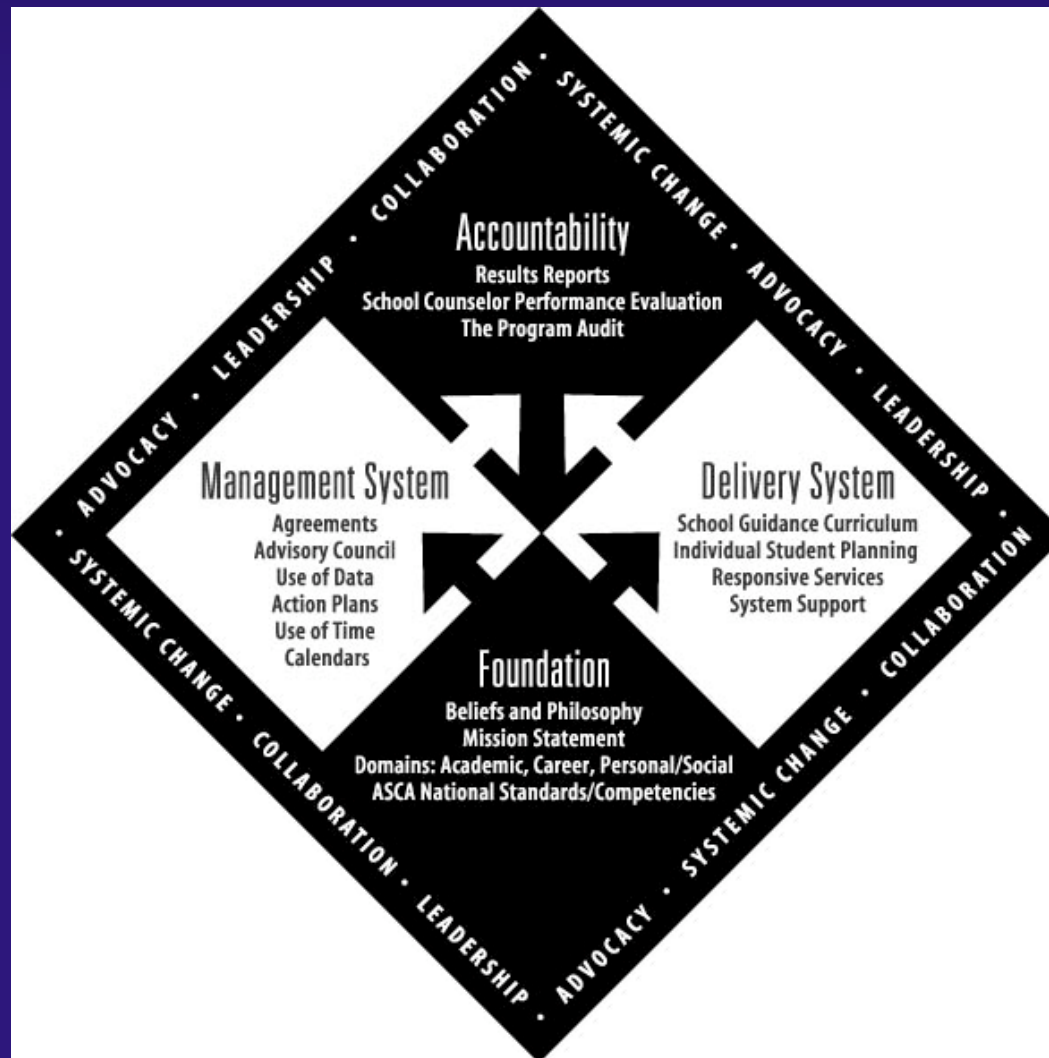 • ADVOCACY • LEADERSHIP • COLLABORATION
SYSTEMIC CHANGE • ADVOCACY • LEADERSHIP •
Accountability
Results Reports
School Counselor Performance Evaluation
The Program Audit
Management System
Agreements
Advisory Council
Use of Data
Action Plans
Use of Time
Calendars
Delivery System
School Guidance Curriculum
Individual Student Planning
Responsive Services
System Support
Foundation
Beliefs and Philosophy
Mission Statement
Domains: Academic, Career, Personal/Social
ASCA National Standards/Competencies
SYSTEMIC CHANGE • COLLABORATION • LEADERSHIP •
ADVOCACY • SYSTEMIC CHANGE • COLLABORATION